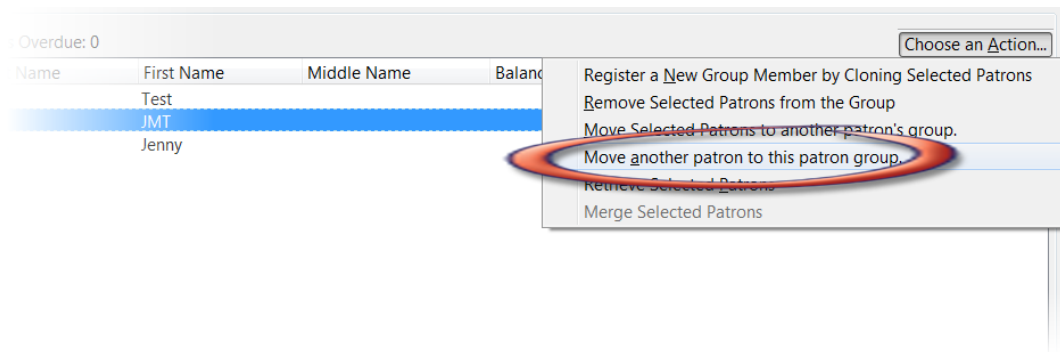 Overdue: 0
Choose an Action...
Name First Name Middle Name Balanc
Register a New Group Member by Cloning Selected Patrons
Test
Remove Selected Patrons from the Group
JMT
Move Selected Patrons to another patron's group.
Jenny
Move another patron to this patron group.
Retrieve Selected Patrons
Merge Selected Patrons